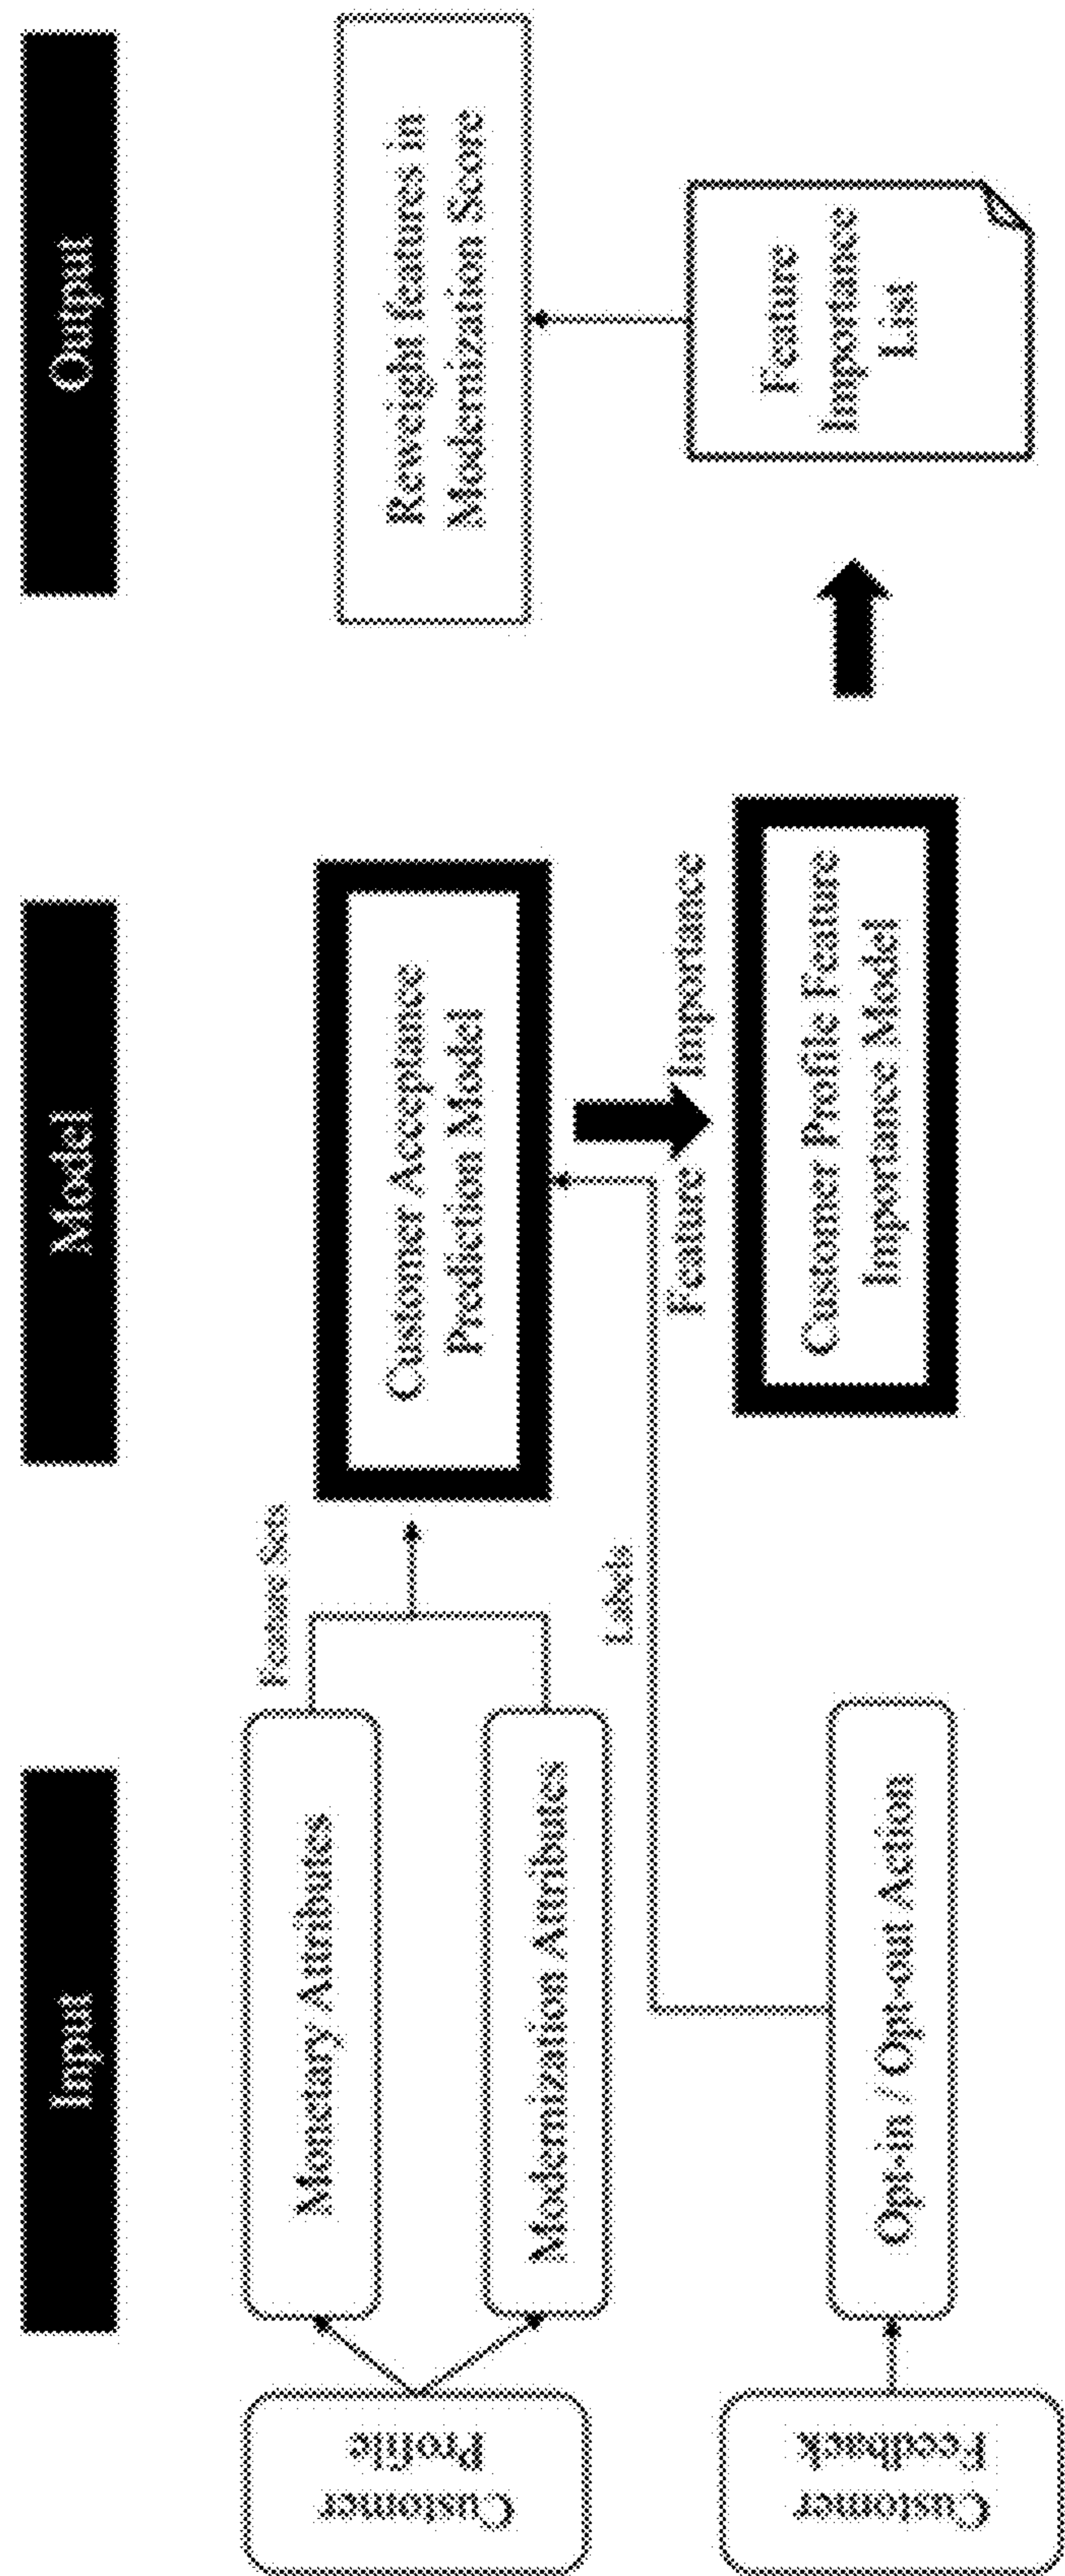 Input
Model
Output
Customer
Profile
Monetary Attributes
Modernization Attributes
Feature Sets
Customer Acceptance
Prediction Model
Reweight features in
Modernization Score
Labels
Feature Importance
Customer
Feedback
Opt-in / Opt-out Action
Customer Profile Feature
Importance Model
Feature
Importance
List